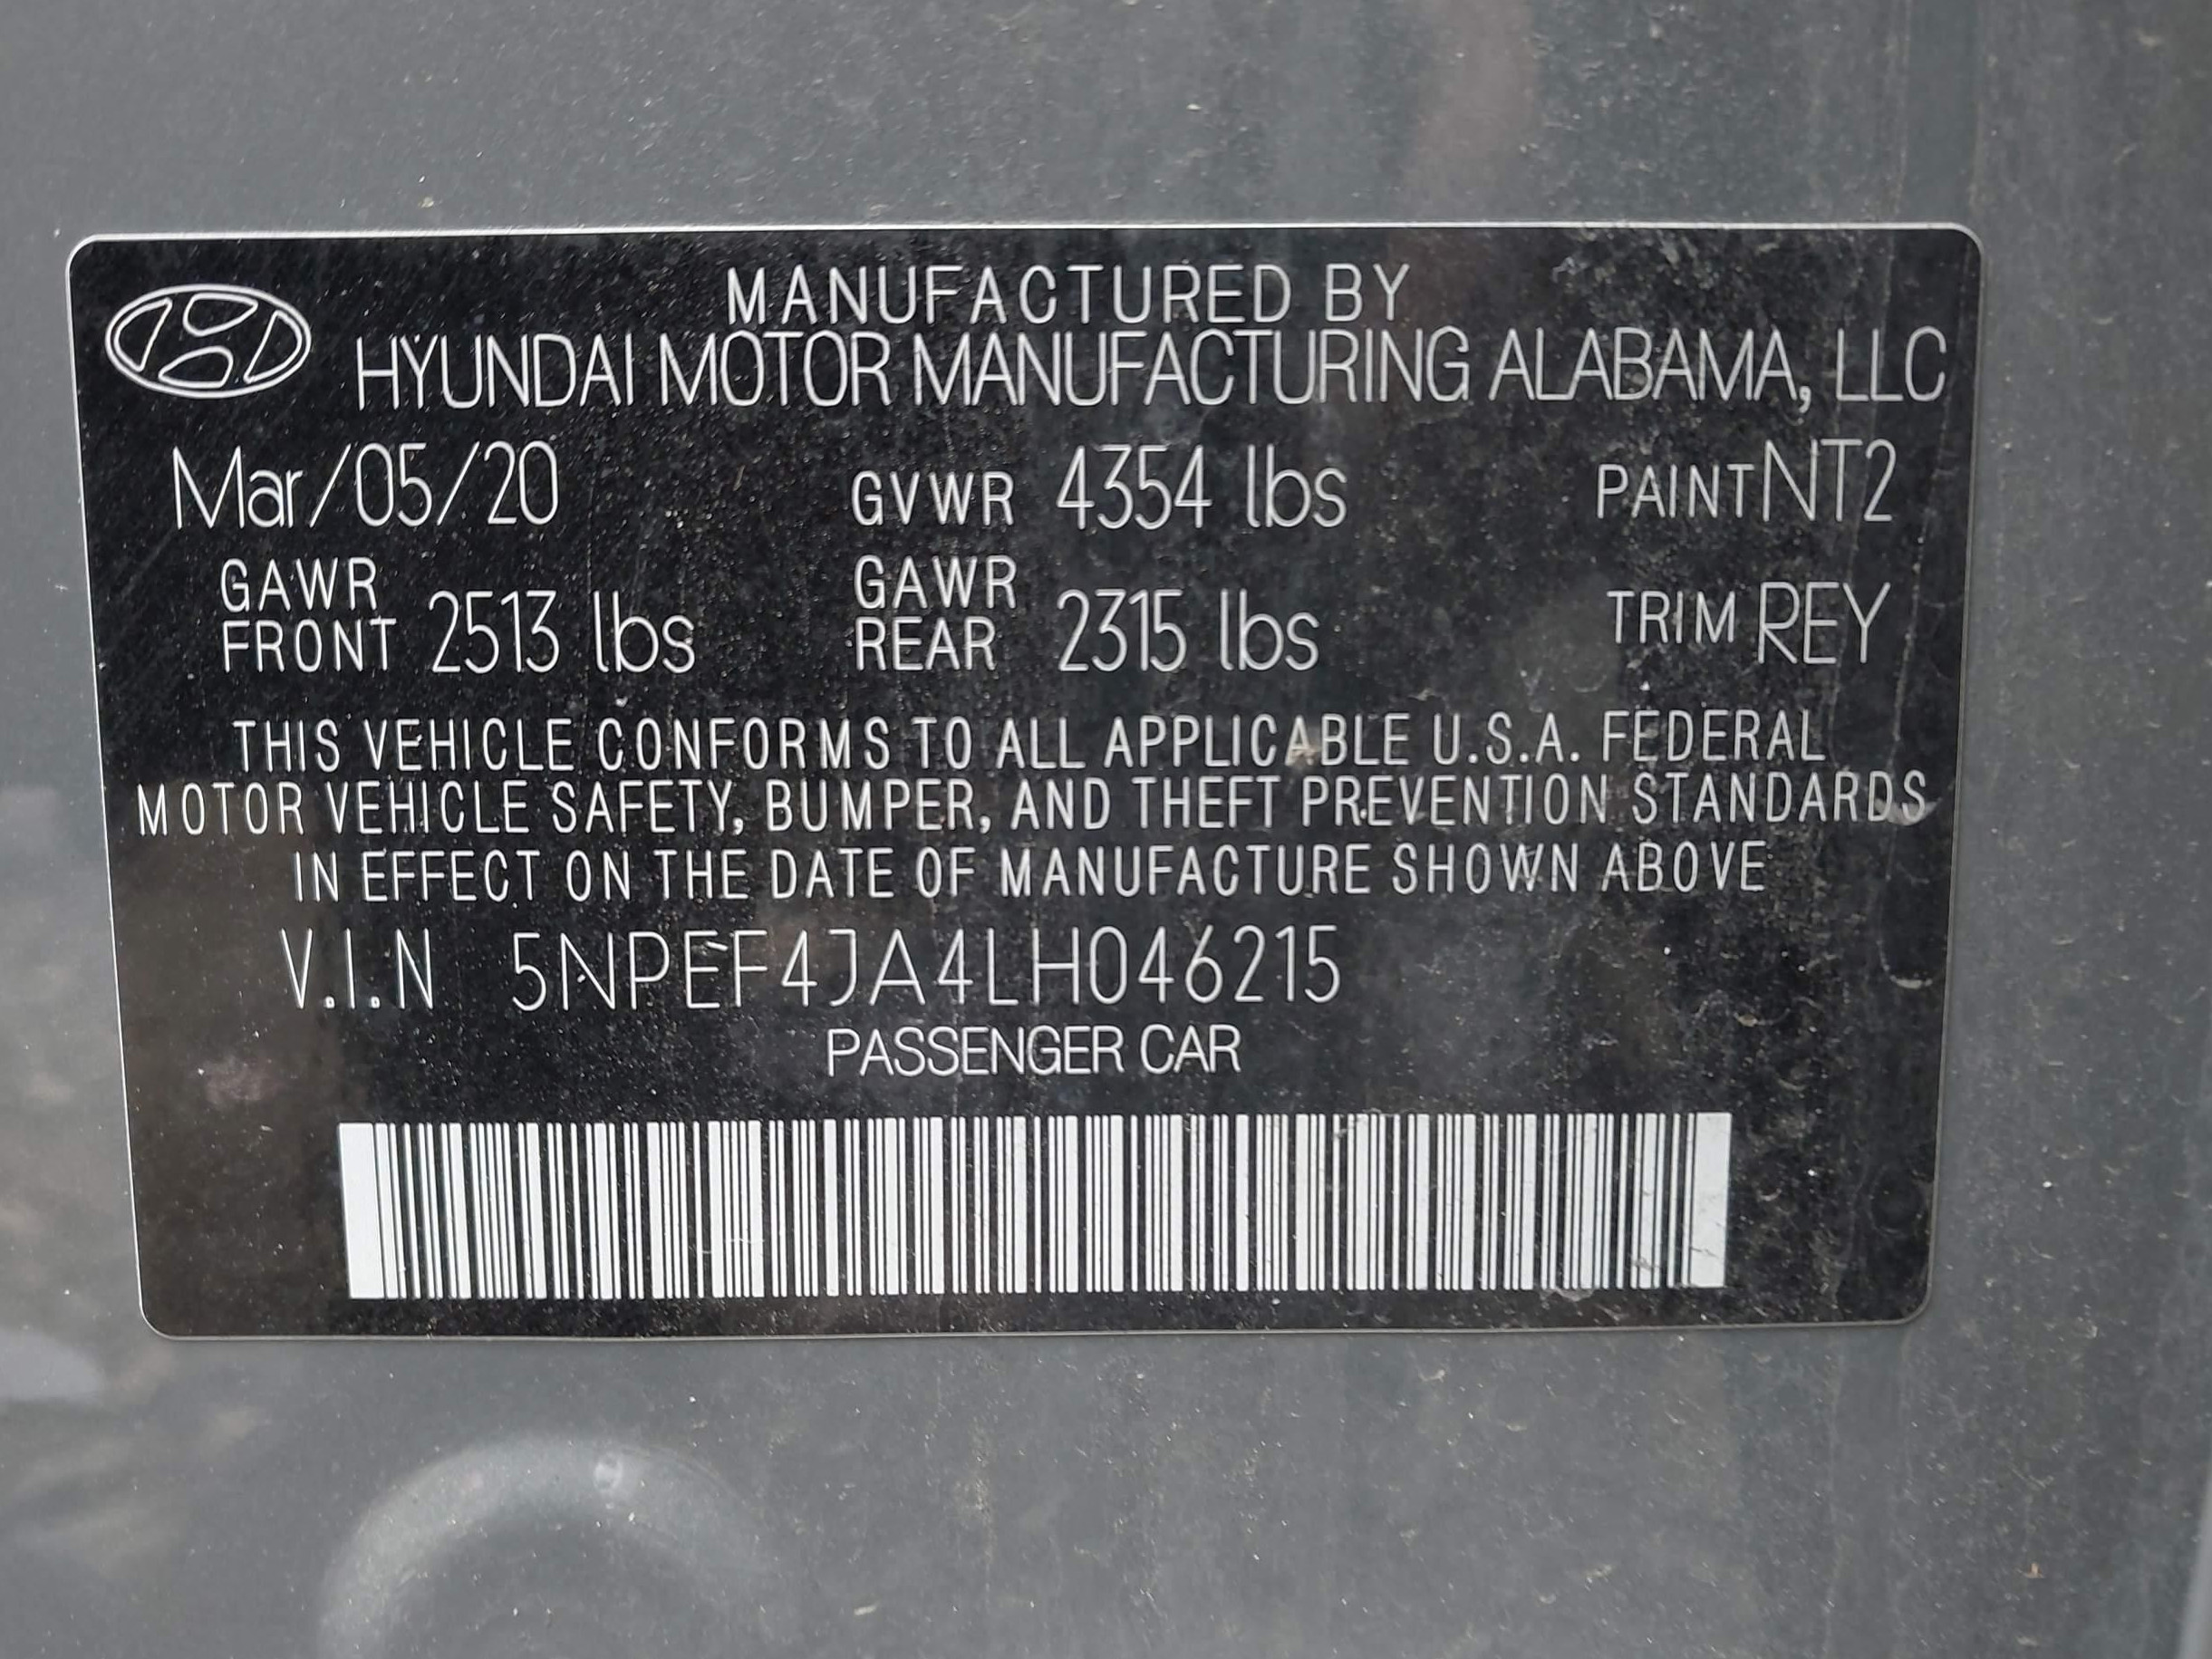 MANUFACTURED BY
HYUNDAI MOTOR MANUFACTURING ALABAMA, LLC
Mar/05/20 GVWR 4354 lbs PAINT NT2
GAWR FRONT 2513 lbs GAWR REAR 2315 lbs TRIM REY
THIS VEHICLE CONFORMS TO ALL APPLICABLE U.S.A. FEDERAL
MOTOR VEHICLE SAFETY, BUMPER, AND THEFT PREVENTION STANDARDS
IN EFFECT ON THE DATE OF MANUFACTURE SHOWN ABOVE
V.I.N 5NPEF4JA4LH046215
PASSENGER CAR